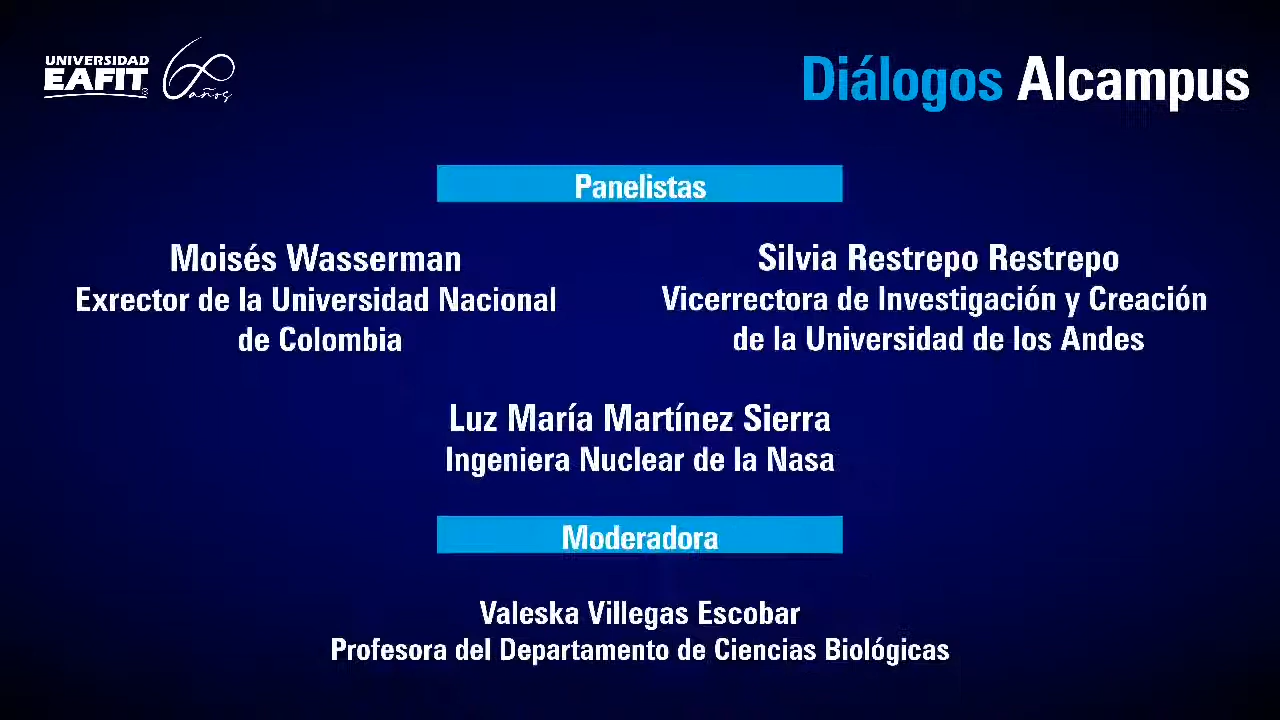 UNIVERSIDAD
EAFIT
60 años
Diálogos Alcampus
Panelistas
Moisés Wasserman
Exrector de la Universidad Nacional
de Colombia
Silvia Restrepo Restrepo
Vicerrectora de Investigación y Creación
de la Universidad de los Andes
Luz María Martínez Sierra
Ingeniera Nuclear de la Nasa
Moderadora
Valeska Villegas Escobar
Profesora del Departamento de Ciencias Biológicas